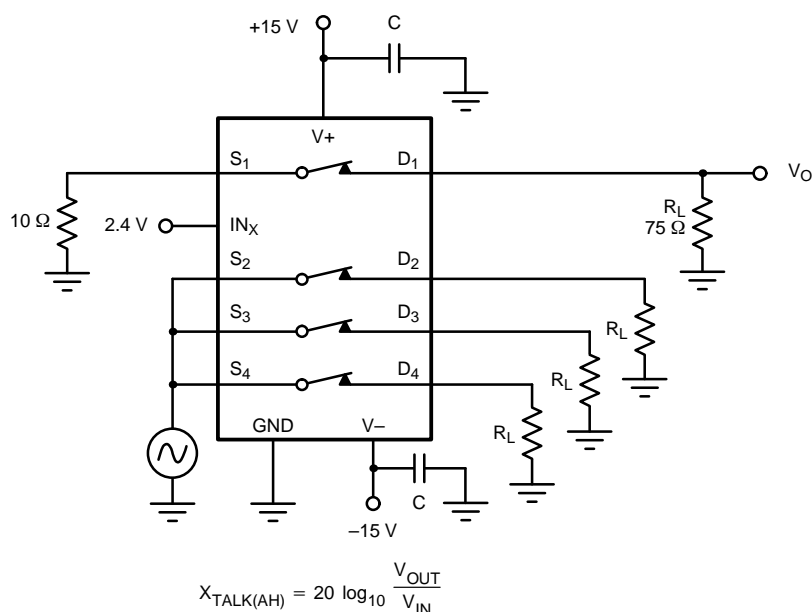 +15 V
C
V+
S1
D1
VO
10 Ω
2.4 V
INX
RL
75 Ω
S2
D2
S3
D3
RL
S4
D4
RL
GND
V–
RL
C
–15 V
XTALK(AH) = 20 log10 VOUT
VIN